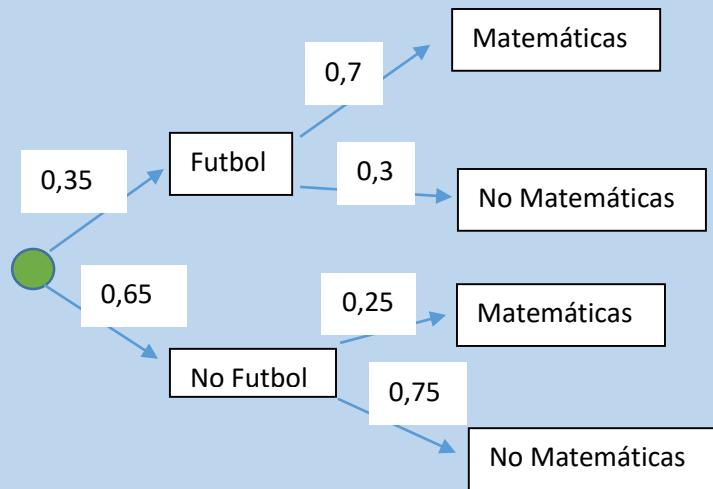 Matemáticas
0,7
Futbol
0,3
0,35
No Matemáticas
0,65
0,25
Matemáticas
No Futbol
0,75
No Matemáticas